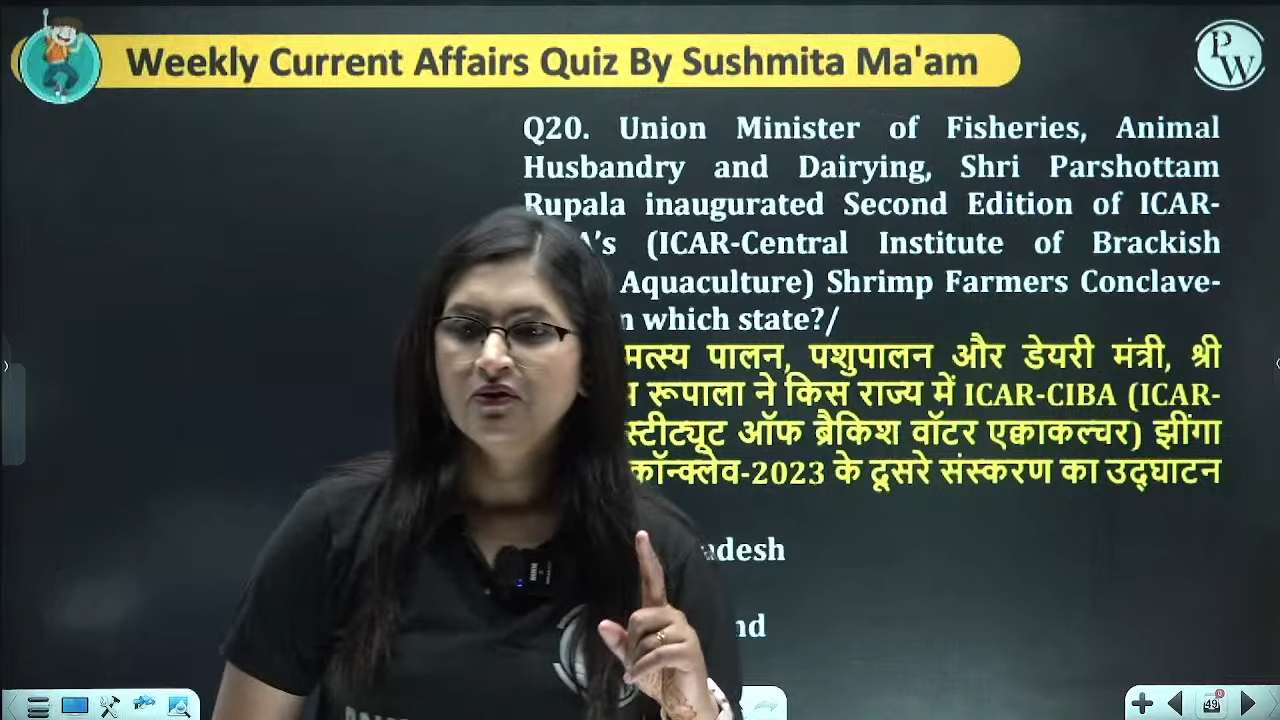 Weekly Current Affairs Quiz By Sushmita Ma'am
PW
Q20. Union Minister of Fisheries, Animal
Husbandry and Dairying, Shri Parshottam
Rupala inaugurated Second Edition of ICAR-
A's (ICAR-Central Institute of Brackish
Aquaculture) Shrimp Farmers Conclave-
n which state?/
मत्स्य पालन, पशुपालन और डेयरी मंत्री, श्री
रूपाला ने किस राज्य में ICAR-CIBA (ICAR-
स्टीट्यूट ऑफ ब्रैकिश वॉटर एक्वाकल्चर) झींगा
कॉन्क्लेव-2023 के दूसरे संस्करण का उद्घाटन
adesh
nd
49